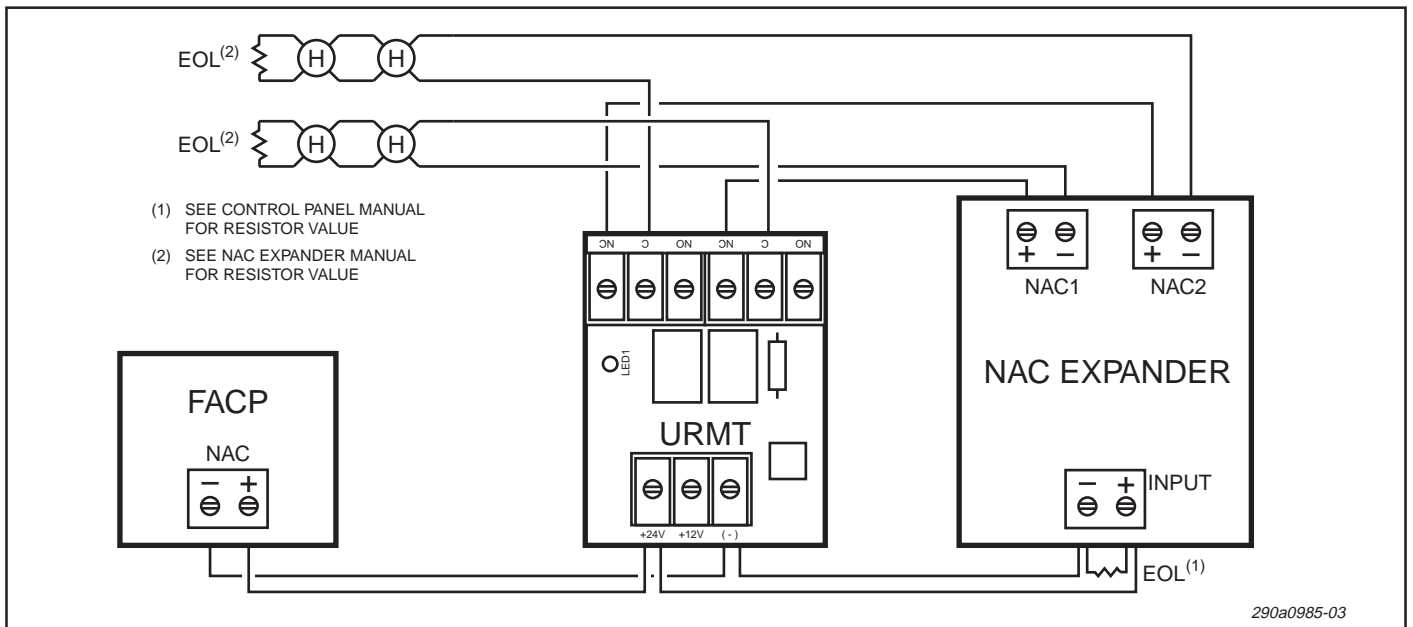 EOL(2)
H H
EOL(2)
H H
(1) SEE CONTROL PANEL MANUAL
FOR RESISTOR VALUE
(2) SEE NAC EXPANDER MANUAL
FOR RESISTOR VALUE
NC C NO NC C NO
LED1
URMT
+24V +12V (-)
FACP
NAC
− +
+ − + −
NAC1 NAC2
NAC EXPANDER
− + INPUT
EOL(1)
290a0985-03